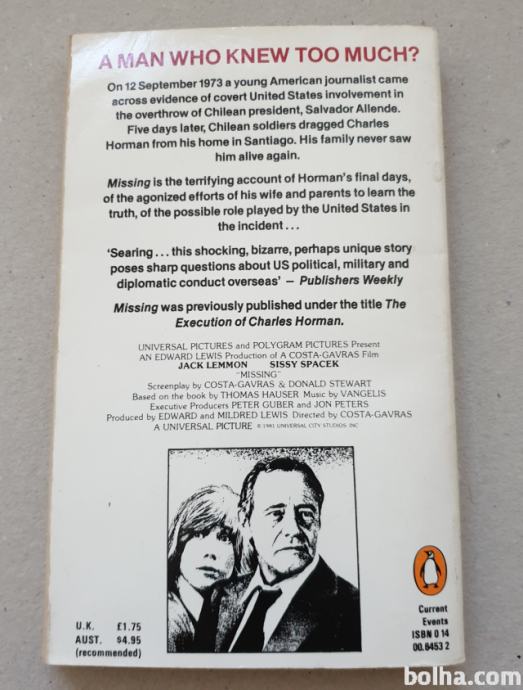 A MAN WHO KNEW TOO MUCH?
On 12 September 1973 a young American journalist came
across evidence of covert United States involvement in
the overthrow of Chilean president, Salvador Allende.
Five days later, Chilean soldiers dragged Charles
Horman from his home in Santiago. His family never saw
him alive again.
Missing is the terrifying account of Horman's final days,
of the agonized efforts of his wife and parents to learn the
truth, of the possible role played by the United States in
the incident . . .
'Searing . . . this shocking, bizarre, perhaps unique story
poses sharp questions about US political, military and
diplomatic conduct overseas' – Publishers Weekly
Missing was previously published under the title The
Execution of Charles Horman.
UNIVERSAL PICTURES and POLYGRAM PICTURES Present
AN EDWARD LEWIS Production of A COSTA-GAVRAS Film
JACK LEMMON SISSY SPACEK
"MISSING"
Screenplay by COSTA-GAVRAS & DONALD STEWART
Based on the book by THOMAS HAUSER Music by VANGELIS
Executive Producers PETER GUBER and JON PETERS
Produced by EDWARD and MILDRED LEWIS Directed by COSTA-GAVRAS
A UNIVERSAL PICTURE © 1981 UNIVERSAL CITY STUDIOS INC
U.K. £1.75
AUST. $4.95
(recommended)
Current
Events
ISBN 0 14
00.6453 2
bolha.com